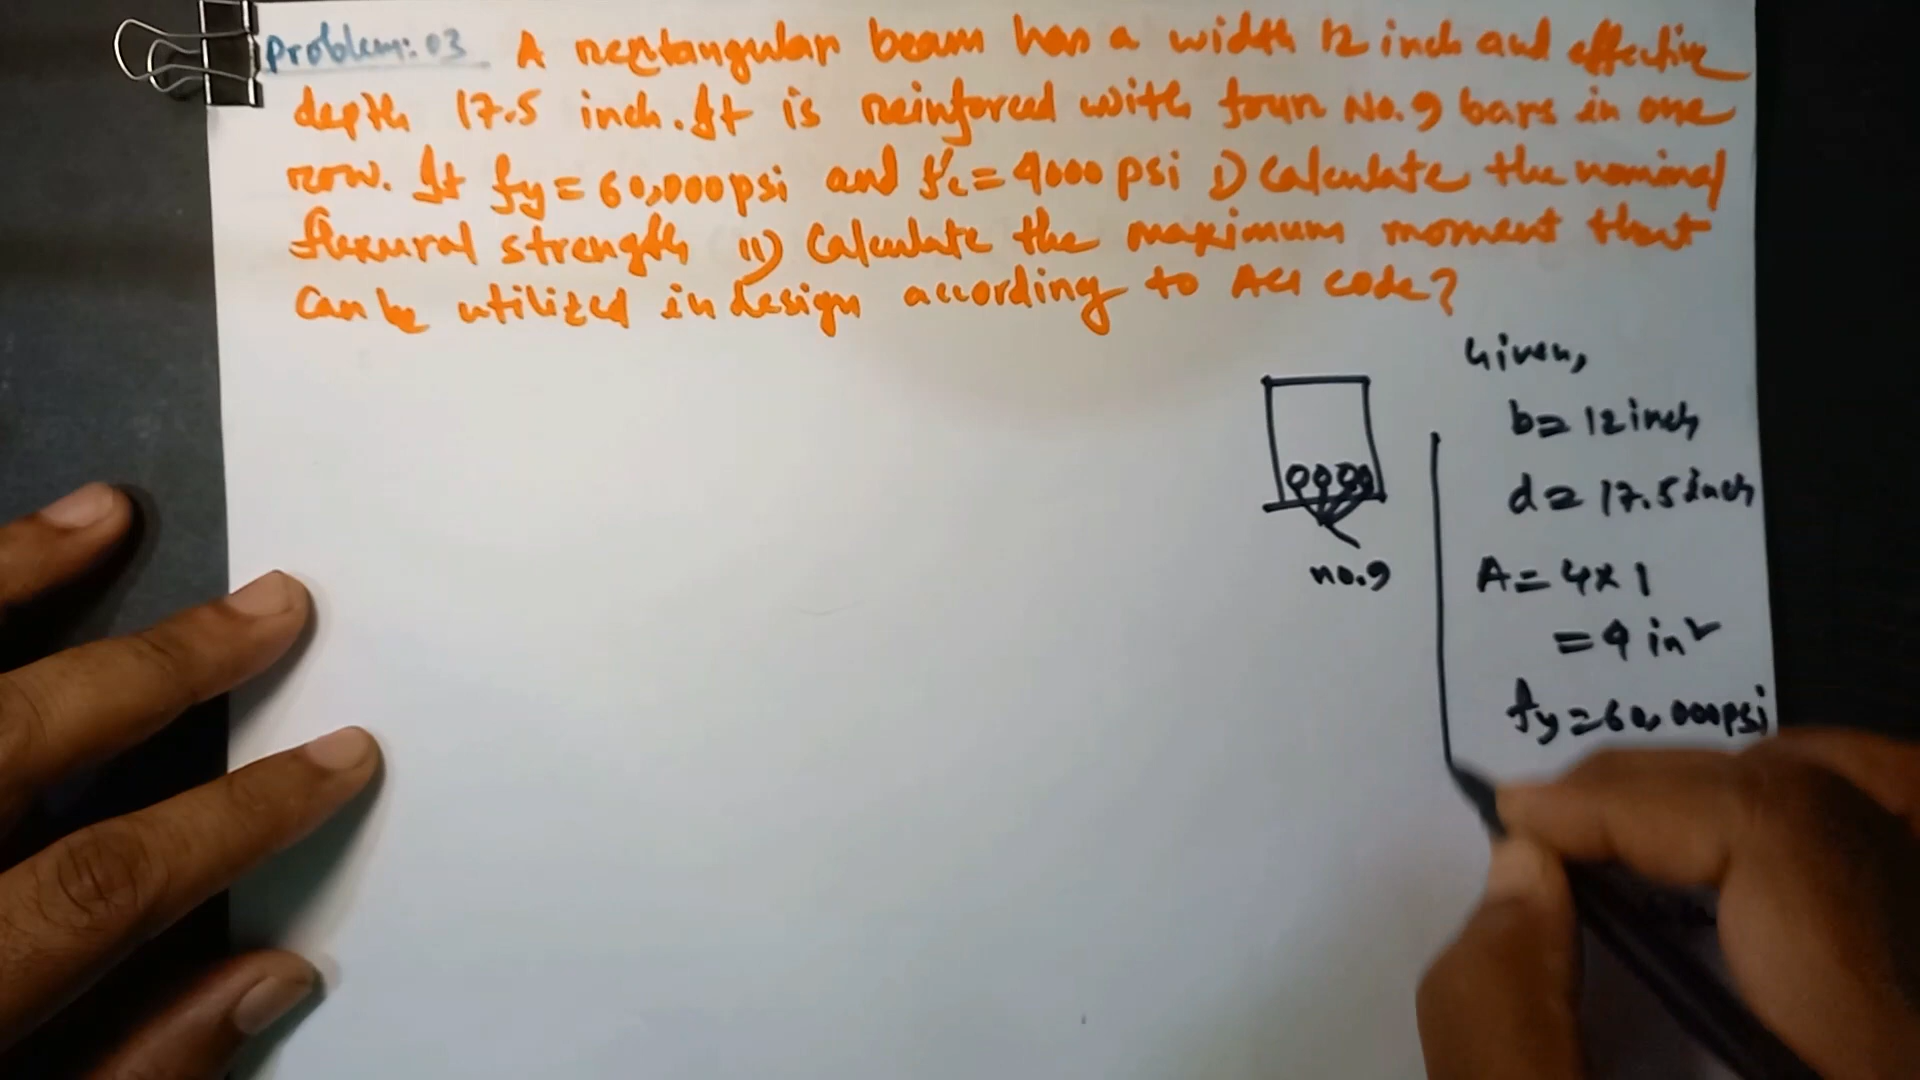 Problem: 03 A rectangular beam has a width 12 inch and effective
depth 17.5 inch. It is reinforced with four No. 9 bars in one
row. If fy = 60,000 psi and f'c = 4000 psi i) Calculate the nominal
flexural strength ii) Calculate the maximum moment that
can be utilized in design according to ACI code?
Given,
b = 12 inch
d = 17.5 inch
A = 4 × 1
= 4 in²
fy = 60,000 psi
no. 9